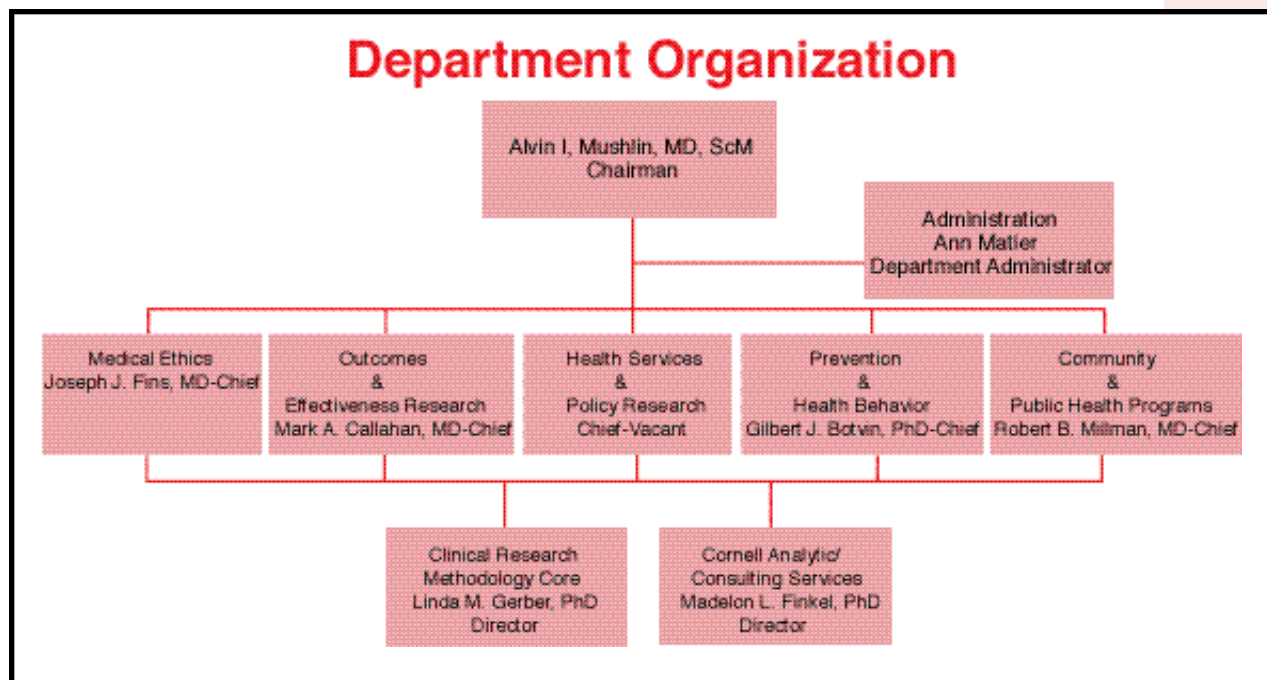 Department Organization
Alvin I, Mushlin, MD, ScM
Chairman
Administration
Ann Matier
Department Administrator
Medical Ethics
Joseph J. Fins, MD-Chief
Outcomes
&
Effectiveness Research
Mark A. Callahan, MD-Chief
Health Services
&
Policy Research
Chief-Vacant
Prevention
&
Health Behavior
Gilbert J. Botvin, PhD-Chief
Community
&
Public Health Programs
Robert B. Millman, MD-Chief
Clinical Research
Methodology Core
Linda M. Gerber, PhD
Director
Cornell Analytic/
Consulting Services
Madelon L. Finkel, PhD
Director